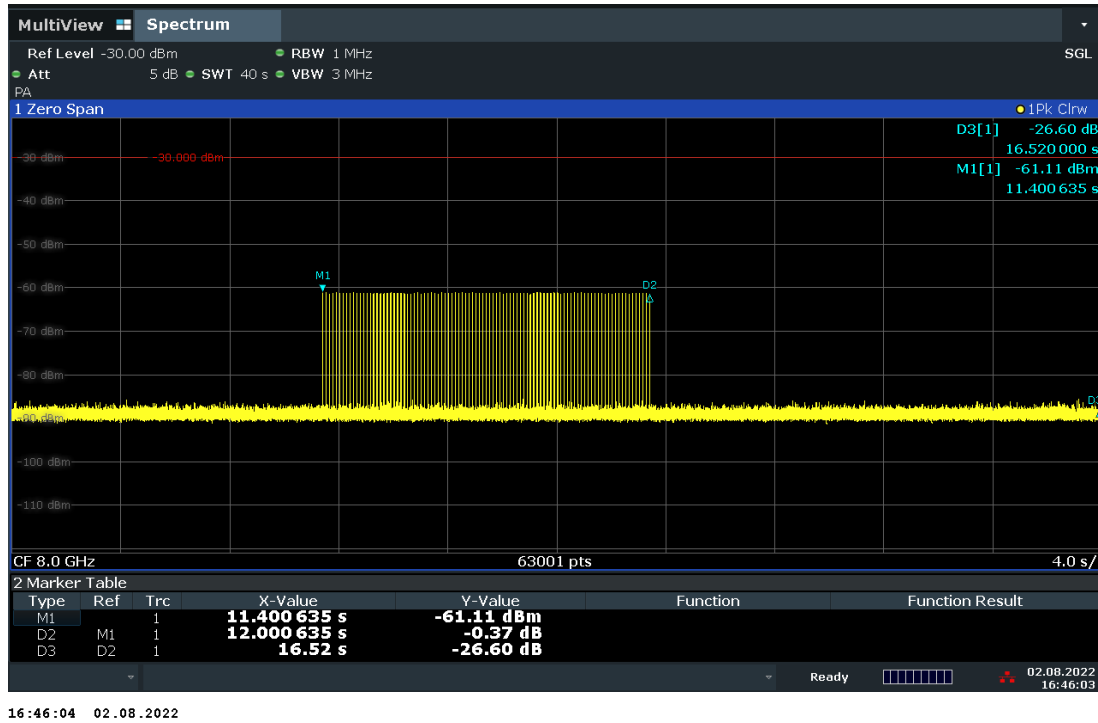 MultiView Spectrum
Ref Level -30.00 dBm RBW 1 MHz SGL
Att 5 dB SWT 40 s VBW 3 MHz
PA
1 Zero Span 1Pk Clrw
D3[1] -26.60 dB
16.520 000 s
M1[1] -61.11 dBm
11.400 635 s
-30 dBm -30.000 dBm
-40 dBm
-50 dBm
M1
D2
-60 dBm
-70 dBm
-80 dBm
D3
-90 dBm
-100 dBm
-110 dBm
CF 8.0 GHz 63001 pts 4.0 s/
2 Marker Table
Type Ref Trc X-Value Y-Value Function Function Result
M1 1 11.400 635 s -61.11 dBm
D2 M1 1 12.000 635 s -0.37 dB
D3 D2 1 16.52 s -26.60 dB
Ready 02.08.2022
16:46:03
16:46:04 02.08.2022